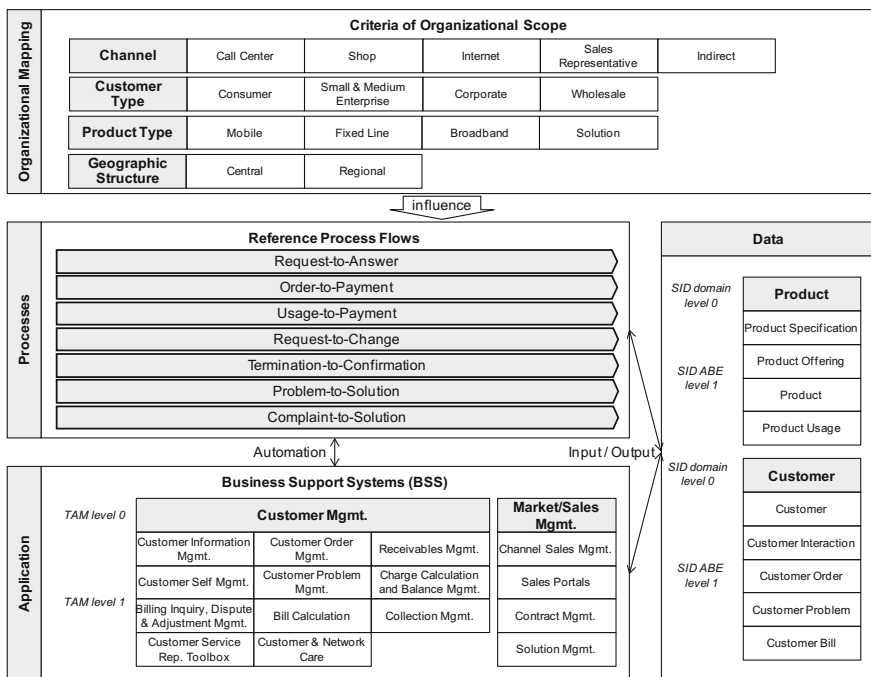 Organizational Mapping
Criteria of Organizational Scope
Channel
Call Center
Shop
Internet
Sales
Representative
Indirect
Customer
Type
Consumer
Small & Medium
Enterprise
Corporate
Wholesale
Product Type
Mobile
Fixed Line
Broadband
Solution
Geographic
Structure
Central
Regional
influence
Processes
Reference Process Flows
Request-to-Answer
Order-to-Payment
Usage-to-Payment
Request-to-Change
Termination-to-Confirmation
Problem-to-Solution
Complaint-to-Solution
Automation
Input / Output
Application
Business Support Systems (BSS)
TAM level 0
Customer Mgmt.
Market/Sales
Mgmt.
TAM level 1
Customer Information
Mgmt.
Customer Order
Mgmt.
Receivables Mgmt.
Channel Sales Mgmt.
Customer Self Mgmt.
Customer Problem
Mgmt.
Charge Calculation
and Balance Mgmt.
Sales Portals
Billing Inquiry, Dispute
& Adjustment Mgmt.
Bill Calculation
Collection Mgmt.
Contract Mgmt.
Customer Service
Rep. Toolbox
Customer & Network
Care
Solution Mgmt.
Data
SID domain
level 0
Product
SID ABE
level 1
Product Specification
Product Offering
Product
Product Usage
SID domain
level 0
Customer
SID ABE
level 1
Customer
Customer Interaction
Customer Order
Customer Problem
Customer Bill